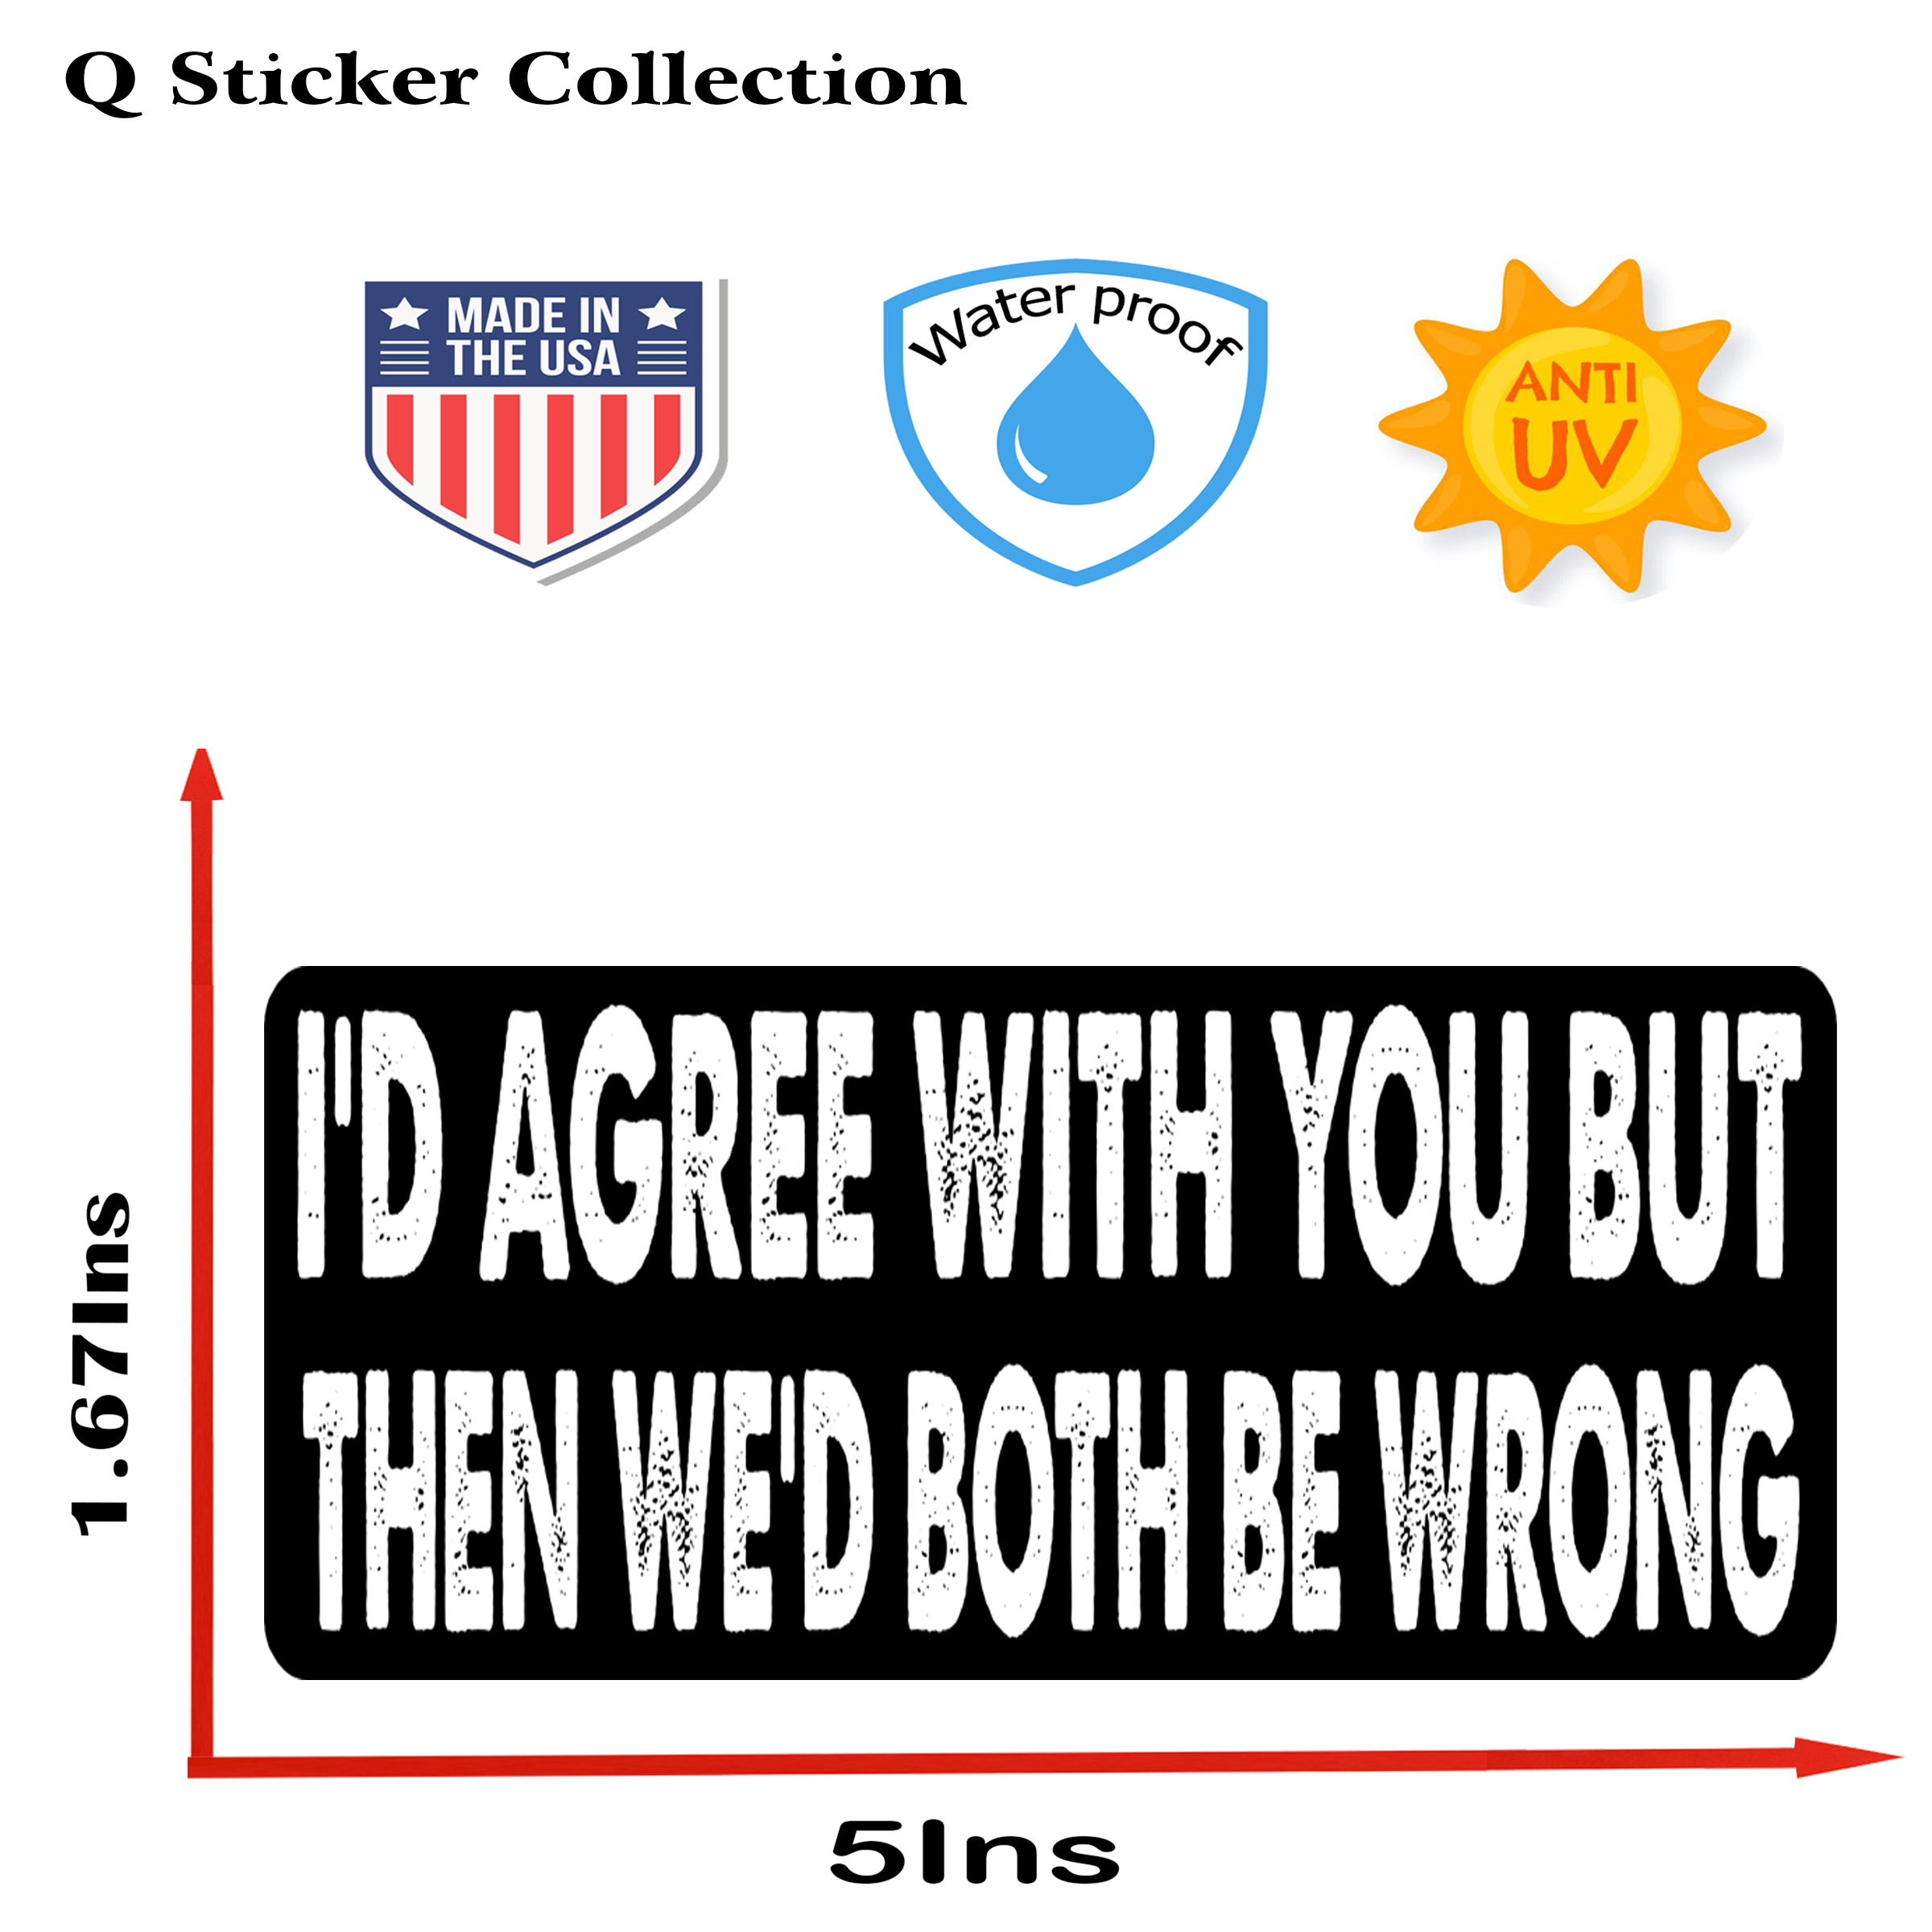 Q Sticker Collection
MADE IN
THE USA
Water proof
ANTI
UV
1.67Ins
I'D AGREE WITH YOU BUT
THEN WE'D BOTH BE WRONG
5Ins